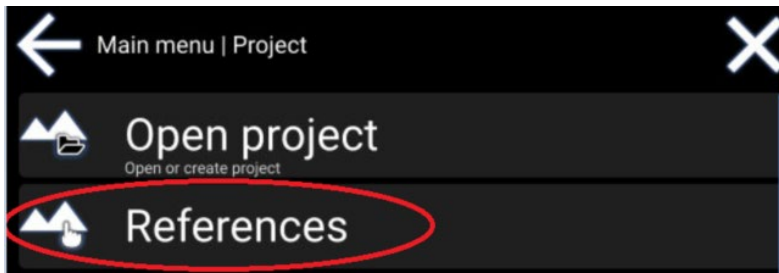 Main menu | Project
Open project
Open or create project
References